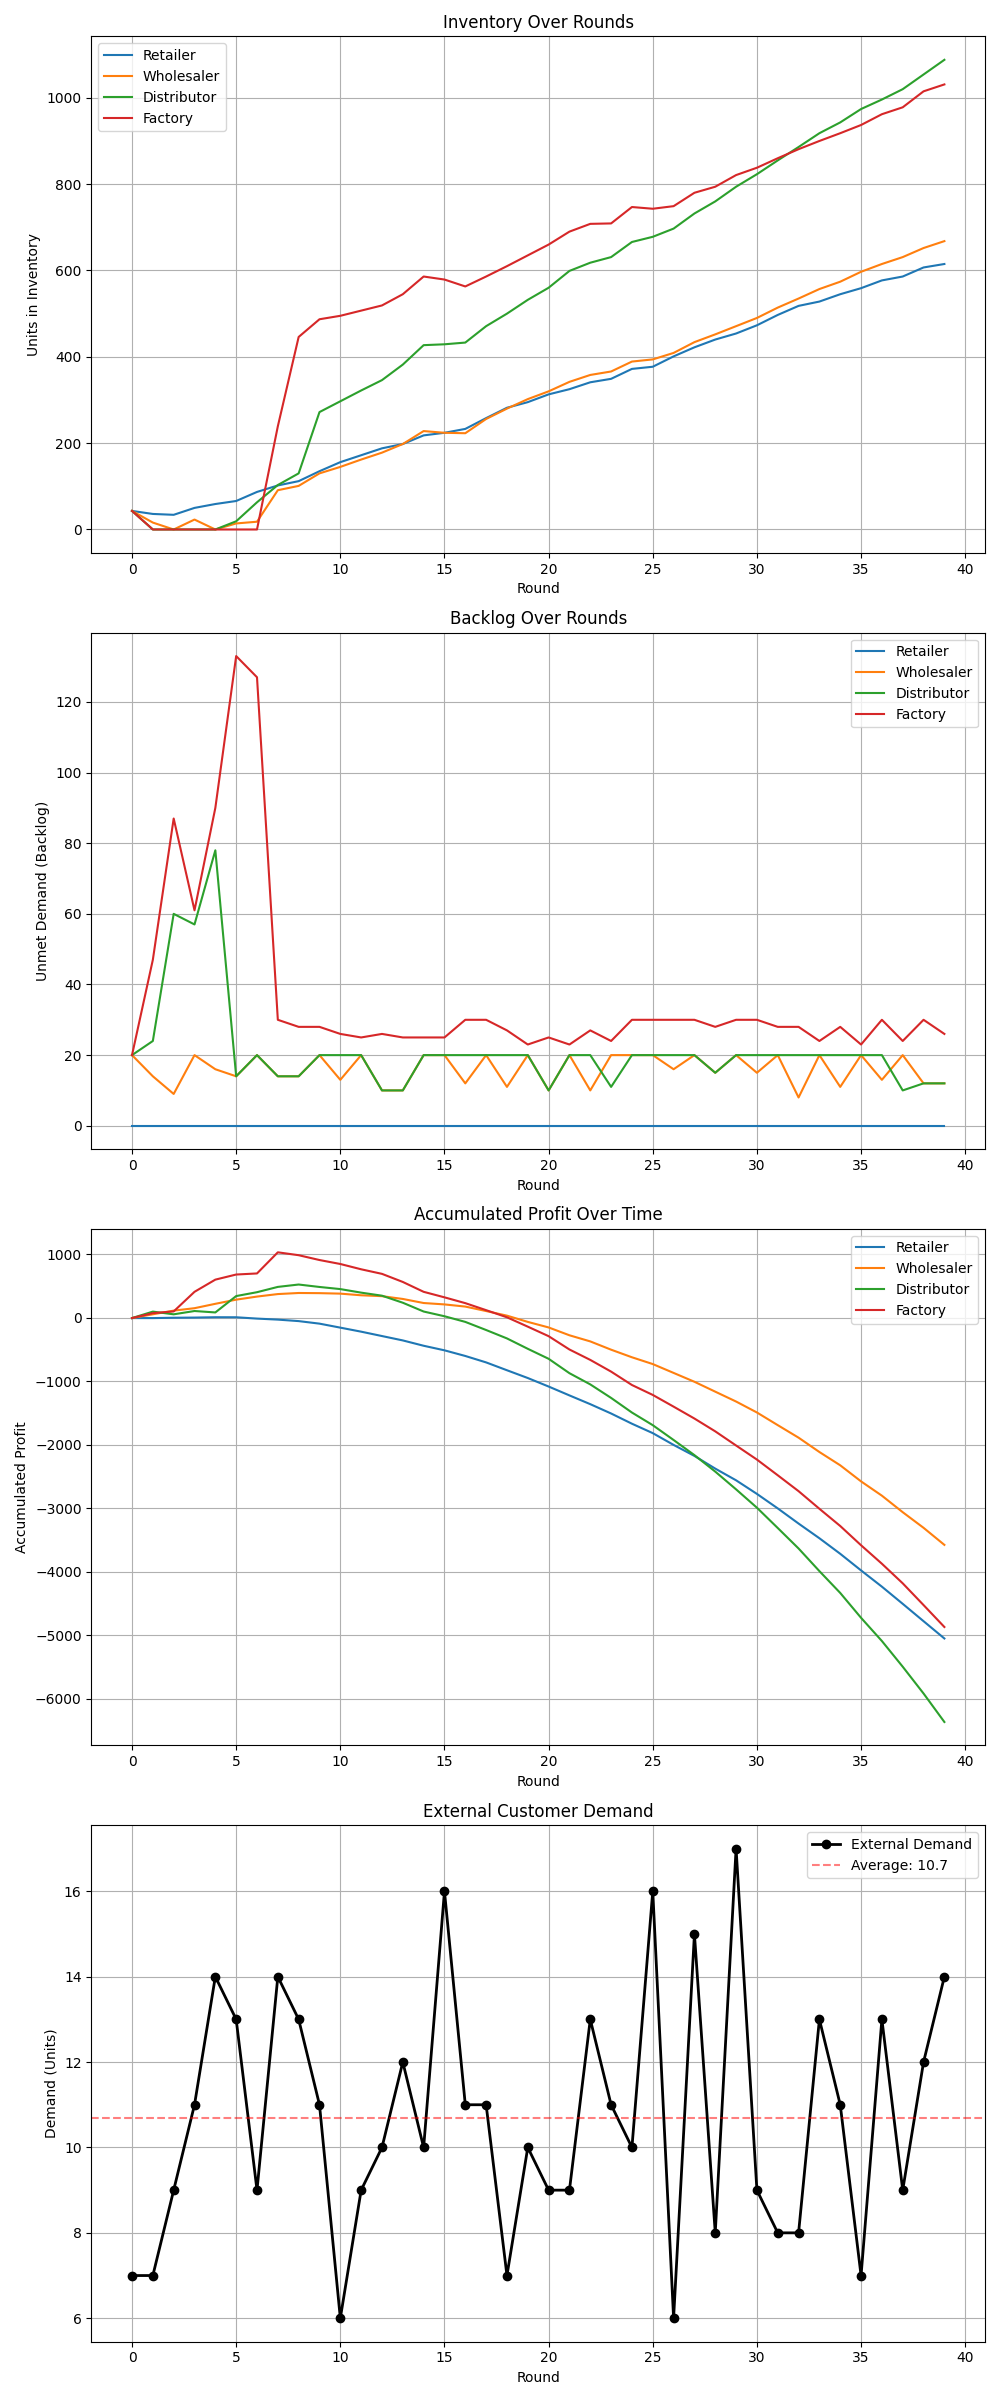 Inventory Over Rounds
Retailer
Wholesaler
Distributor
Factory
Units in Inventory
1000
800
600
400
200
0
0 5 10 15 20 25 30 35 40
Round
Backlog Over Rounds
Retailer
Wholesaler
Distributor
Factory
Unmet Demand (Backlog)
120
100
80
60
40
20
0
0 5 10 15 20 25 30 35 40
Round
Accumulated Profit Over Time
Retailer
Wholesaler
Distributor
Factory
Accumulated Profit
1000
0
−1000
−2000
−3000
−4000
−5000
−6000
0 5 10 15 20 25 30 35 40
Round
External Customer Demand
External Demand
Average: 10.7
Demand (Units)
16
14
12
10
8
6
0 5 10 15 20 25 30 35 40
Round